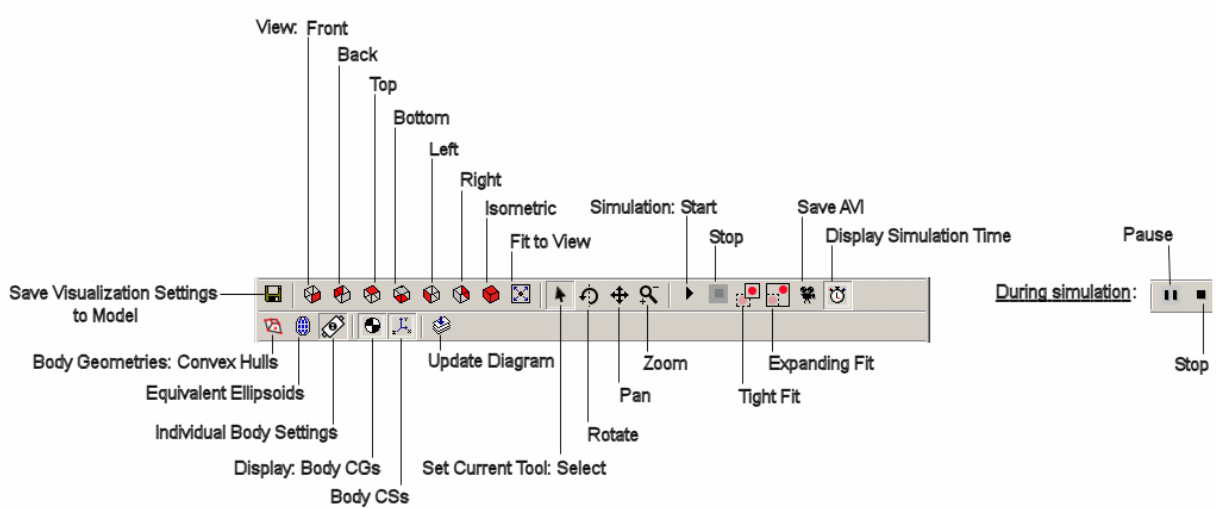 View: Front
Back
Top
Bottom
Left
Right
Isometric
Fit to View
Simulation: Start
Stop
Save AVI
Display Simulation Time
Pause
Save Visualization Settings
to Model
During simulation:
Body Geometries: Convex Hulls
Equivalent Ellipsoids
Individual Body Settings
Display: Body CGs
Body CSs
Update Diagram
Set Current Tool: Select
Rotate
Pan
Zoom
Tight Fit
Expanding Fit
Stop